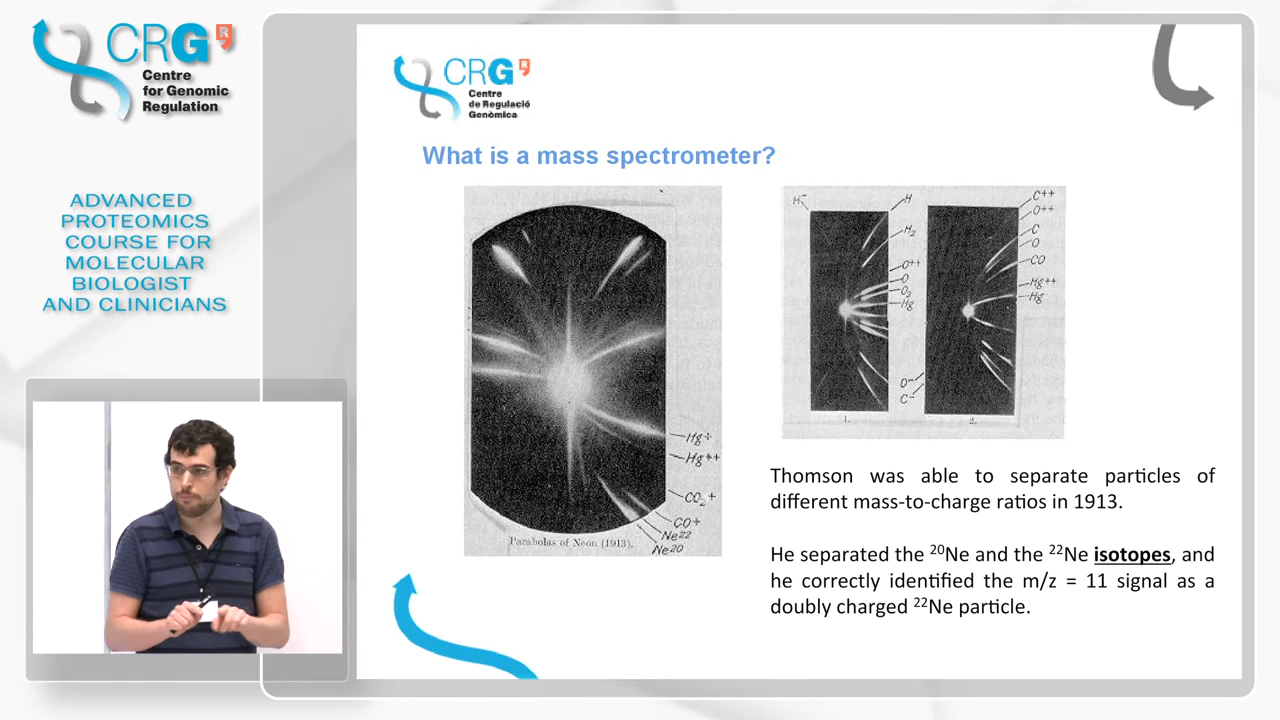 CRG
R
Centre
for Genomic
Regulation
ADVANCED
PROTEOMICS
COURSE FOR
MOLECULAR
BIOLOGIST
AND CLINICIANS
CRG
R
Centre
de Regulació
Genòmica
What is a mass spectrometer?
Hg+
Hg++
CO2+
CO+
Ne22
Ne20
Parabolas of Neon (1913).
H-
H
H2
O++
O
O2
Hg
1.
C++
O++
C
O
CO
Hg++
Hg
O-
C-
2.
Thomson was able to separate particles of
different mass-to-charge ratios in 1913.
He separated the 20Ne and the 22Ne isotopes, and
he correctly identified the m/z = 11 signal as a
doubly charged 22Ne particle.